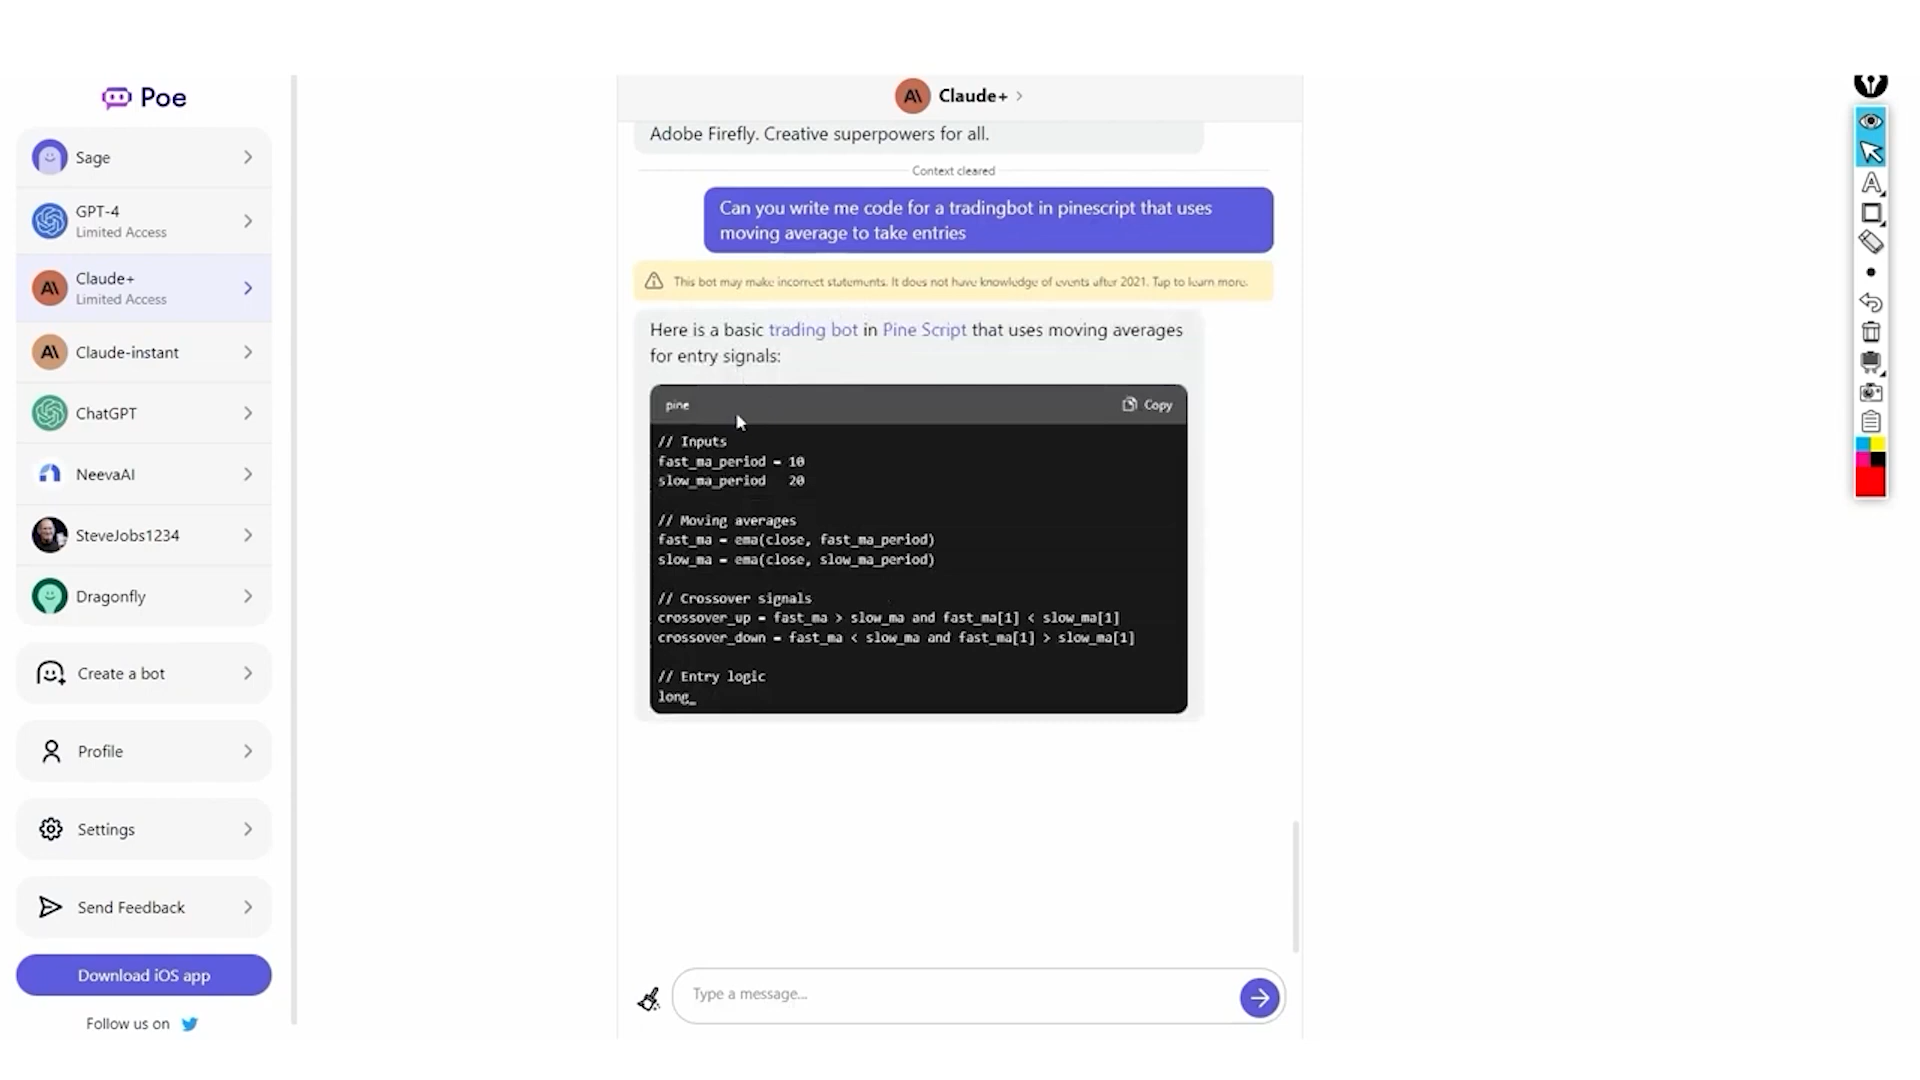 Poe
Sage
GPT-4
Limited Access
Claude+
Limited Access
Claude-instant
ChatGPT
NeevaAI
SteveJobs1234
Dragonfly
Create a bot
Profile
Settings
Send Feedback
Download iOS app
Follow us on
Claude+
Adobe Firefly. Creative superpowers for all.
Context cleared
Can you write me code for a tradingbot in pinescript that uses
moving average to take entries
This bot may make incorrect statements. It does not have knowledge of events after 2021. Tap to learn more.
Here is a basic trading bot in Pine Script that uses moving averages
for entry signals:
pine
Copy
// Inputs
fast_ma_period = 10
slow_ma_period 20
// Moving averages
fast_ma = ema(close, fast_ma_period)
slow_ma = ema(close, slow_ma_period)
// Crossover signals
crossover_up = fast_ma > slow_ma and fast_ma[1] < slow_ma[1]
crossover_down = fast_ma < slow_ma and fast_ma[1] > slow_ma[1]
// Entry logic
long_
Type a message...